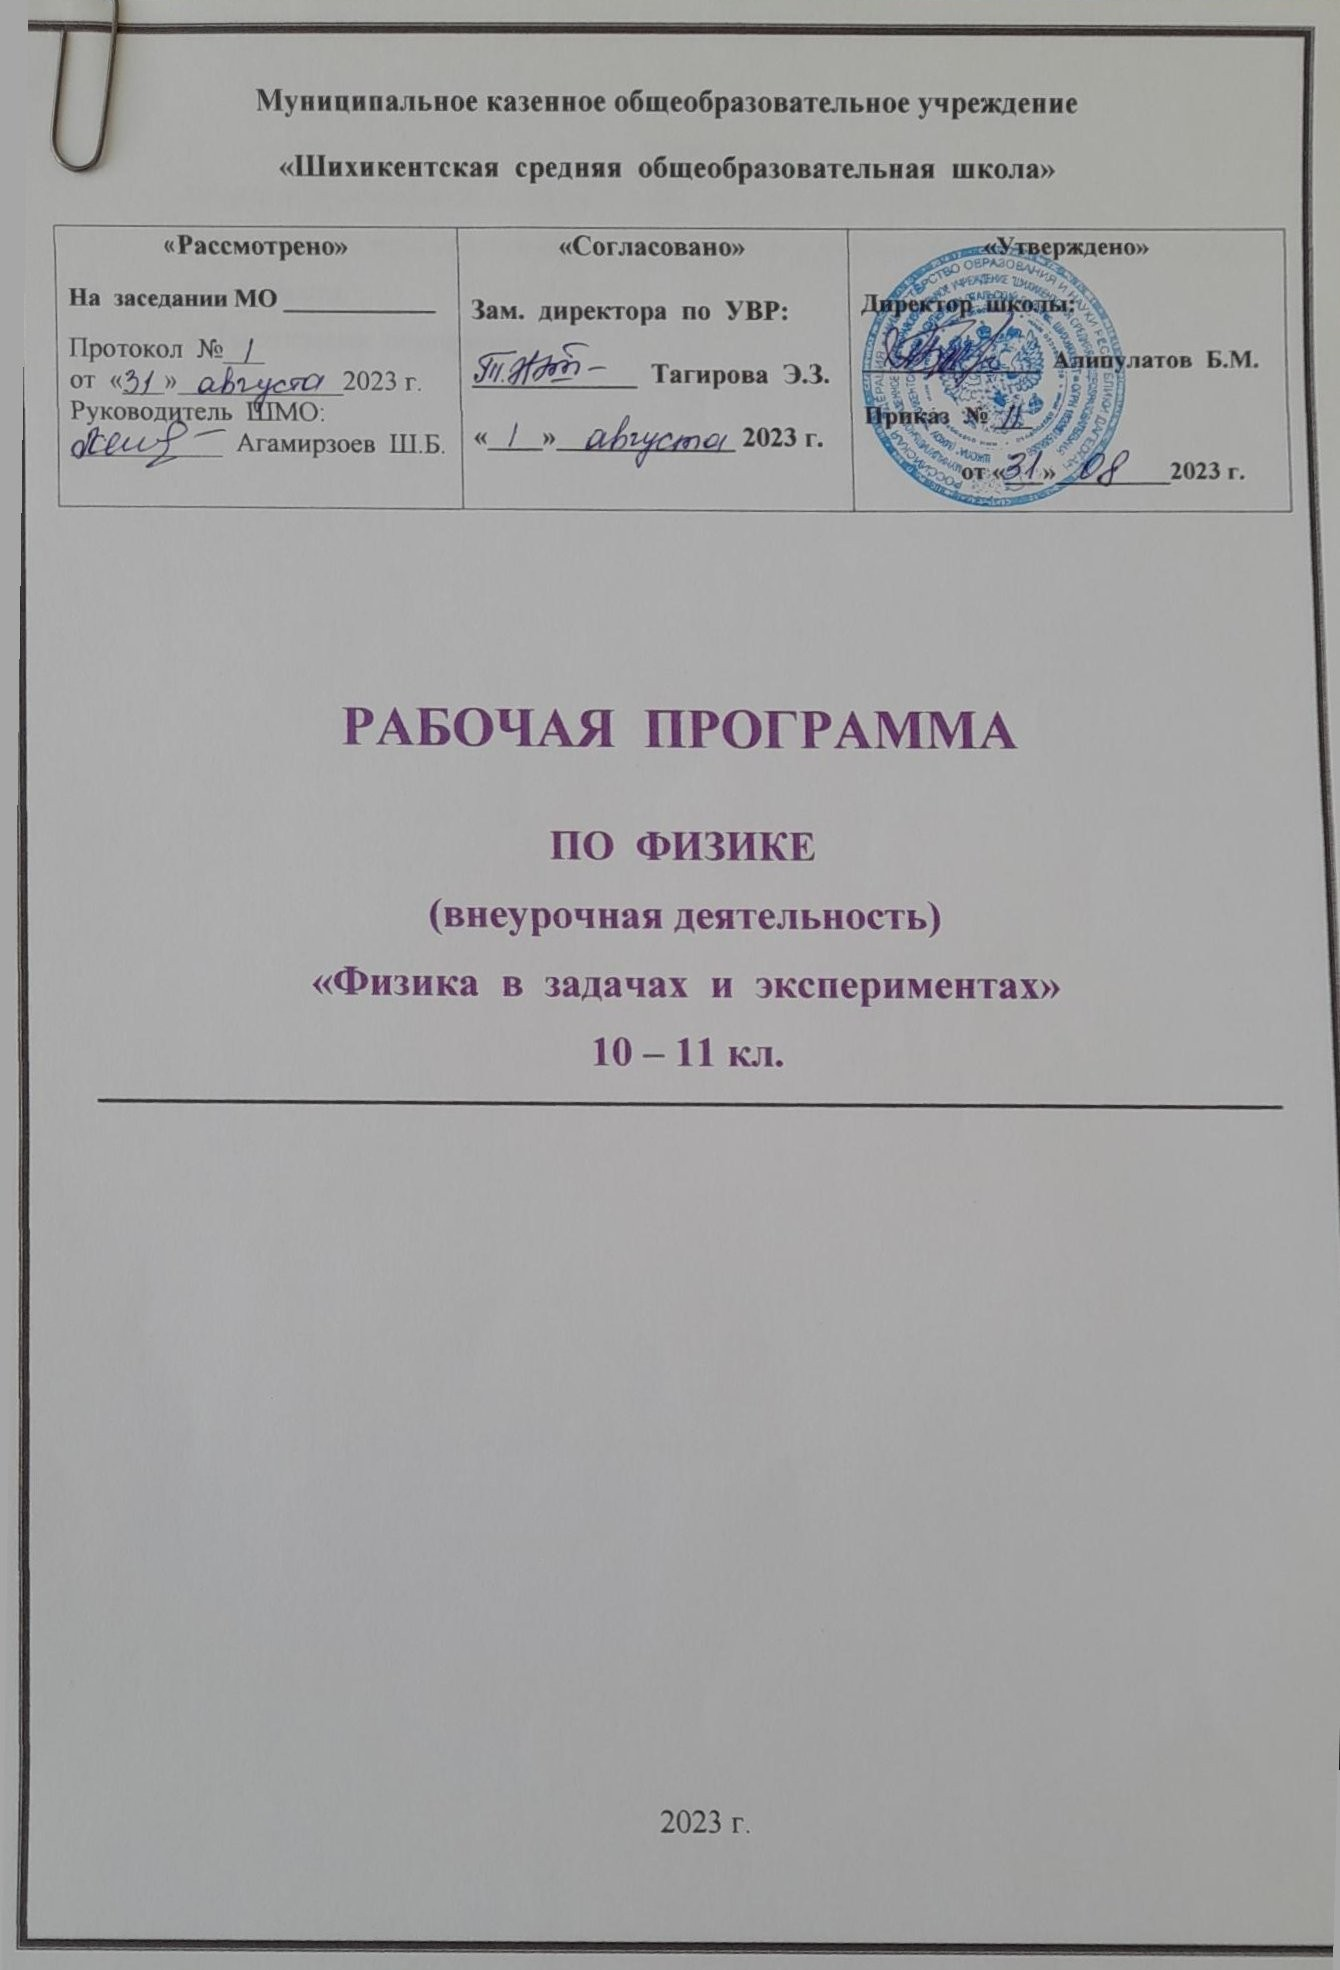 Муниципальное казенное общеобразовательное учреждение
«Шихикентская средняя общеобразовательная школа»
«Рассмотрено»
На заседании МО ____________
Протокол № 1
от «31» августа 2023 г.
Руководитель ШМО:
Агамирзоев Ш.Б.
«Согласовано»
Зам. директора по УВР:
Тагирова Э.З.
«1» августа 2023 г.
«Утверждено»
Директор школы:
Алипулатов Б.М.
Приказ № 11
от «31» 08 2023 г.
РАБОЧАЯ ПРОГРАММА
ПО ФИЗИКЕ
(внеурочная деятельность)
«Физика в задачах и экспериментах»
10 – 11 кл.
2023 г.